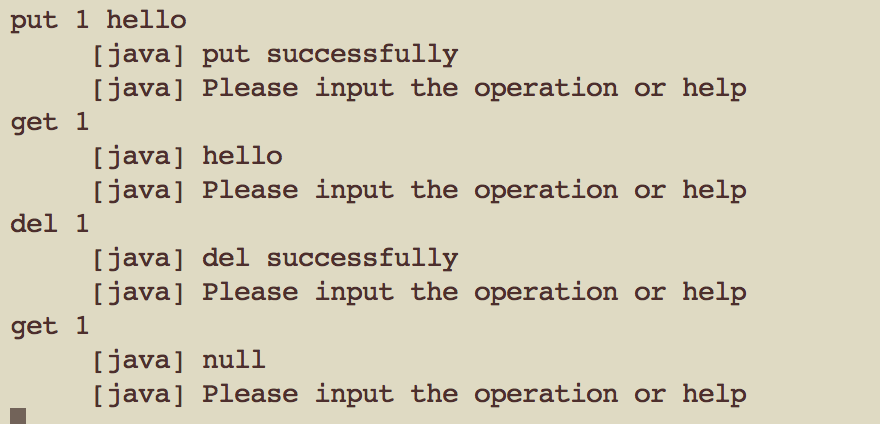 put 1 hello
[java] put successfully
[java] Please input the operation or help
get 1
[java] hello
[java] Please input the operation or help
del 1
[java] del successfully
[java] Please input the operation or help
get 1
[java] null
[java] Please input the operation or help